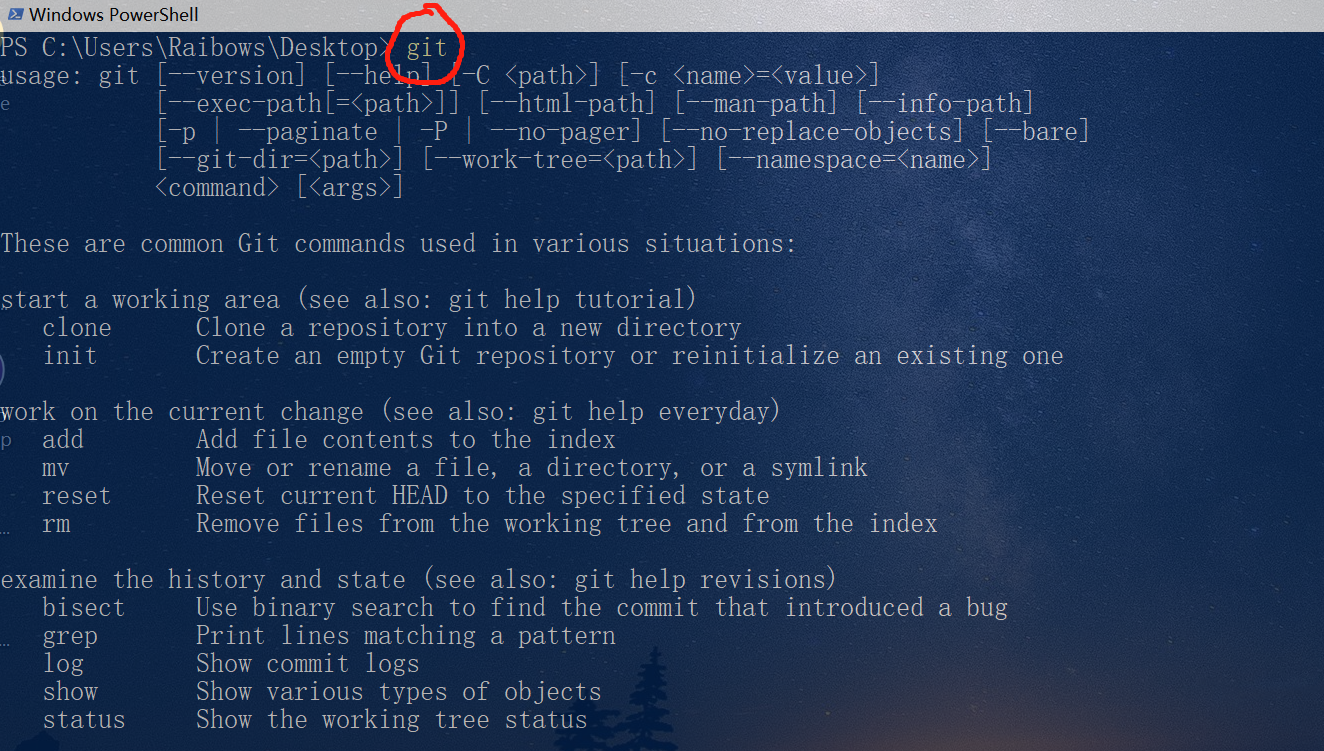 Windows PowerShell
PS C:\Users\Raibows\Desktop> git
usage: git [--version] [--help] [-C <path>] [-c <name>=<value>]
[--exec-path[=<path>]] [--html-path] [--man-path] [--info-path]
[-p | --paginate | -P | --no-pager] [--no-replace-objects] [--bare]
[--git-dir=<path>] [--work-tree=<path>] [--namespace=<name>]
<command> [<args>]
These are common Git commands used in various situations:
start a working area (see also: git help tutorial)
clone Clone a repository into a new directory
init Create an empty Git repository or reinitialize an existing one
work on the current change (see also: git help everyday)
add Add file contents to the index
mv Move or rename a file, a directory, or a symlink
reset Reset current HEAD to the specified state
rm Remove files from the working tree and from the index
examine the history and state (see also: git help revisions)
bisect Use binary search to find the commit that introduced a bug
grep Print lines matching a pattern
log Show commit logs
show Show various types of objects
status Show the working tree status